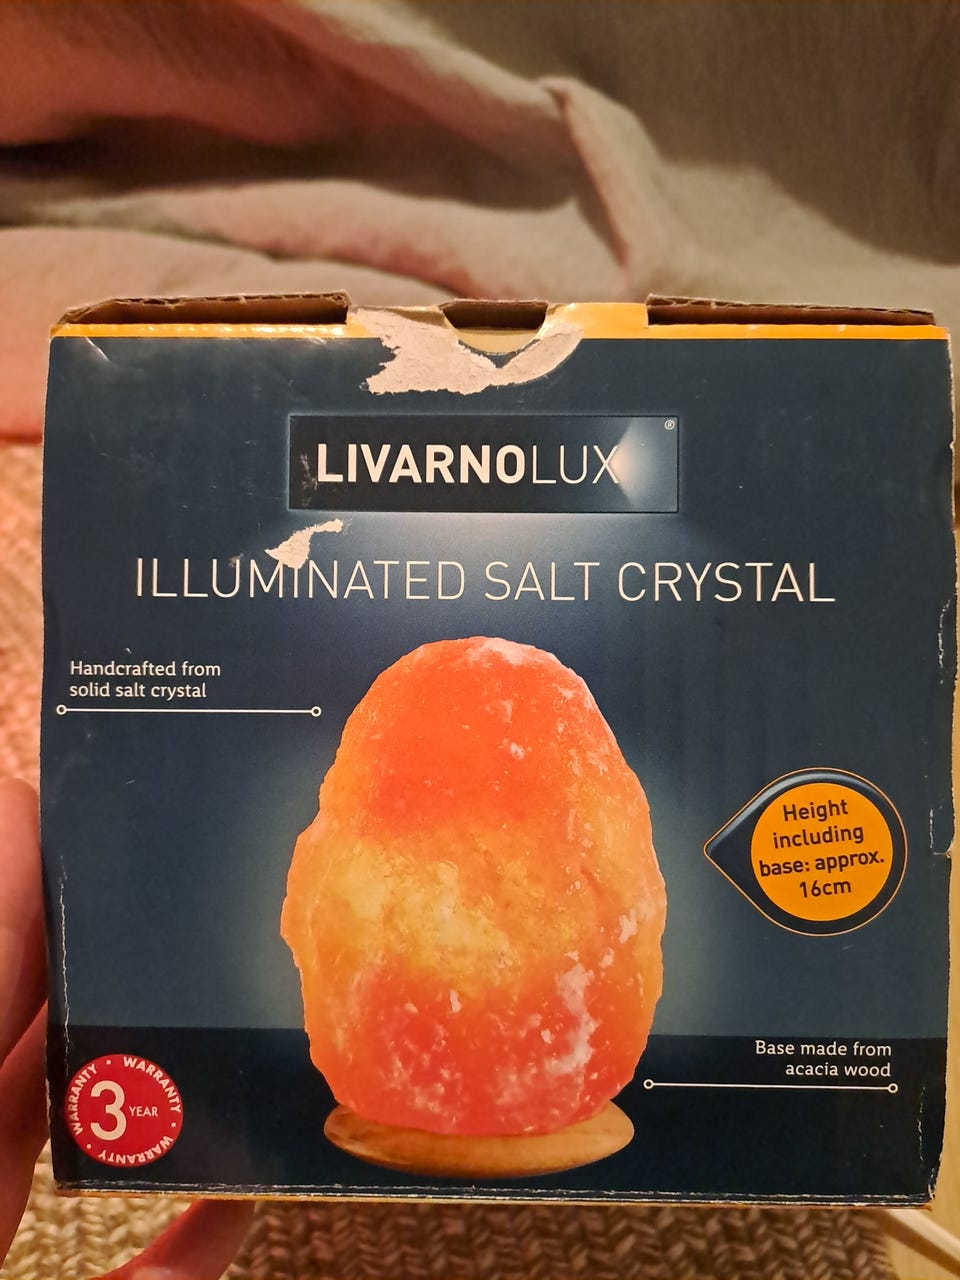 LIVARNOLUX®
ILLUMINATED SALT CRYSTAL
Handcrafted from
solid salt crystal
Height
including
base: approx.
16cm
Base made from
acacia wood
WARRANTY • WARRANTY • WARRANTY •
3 YEAR